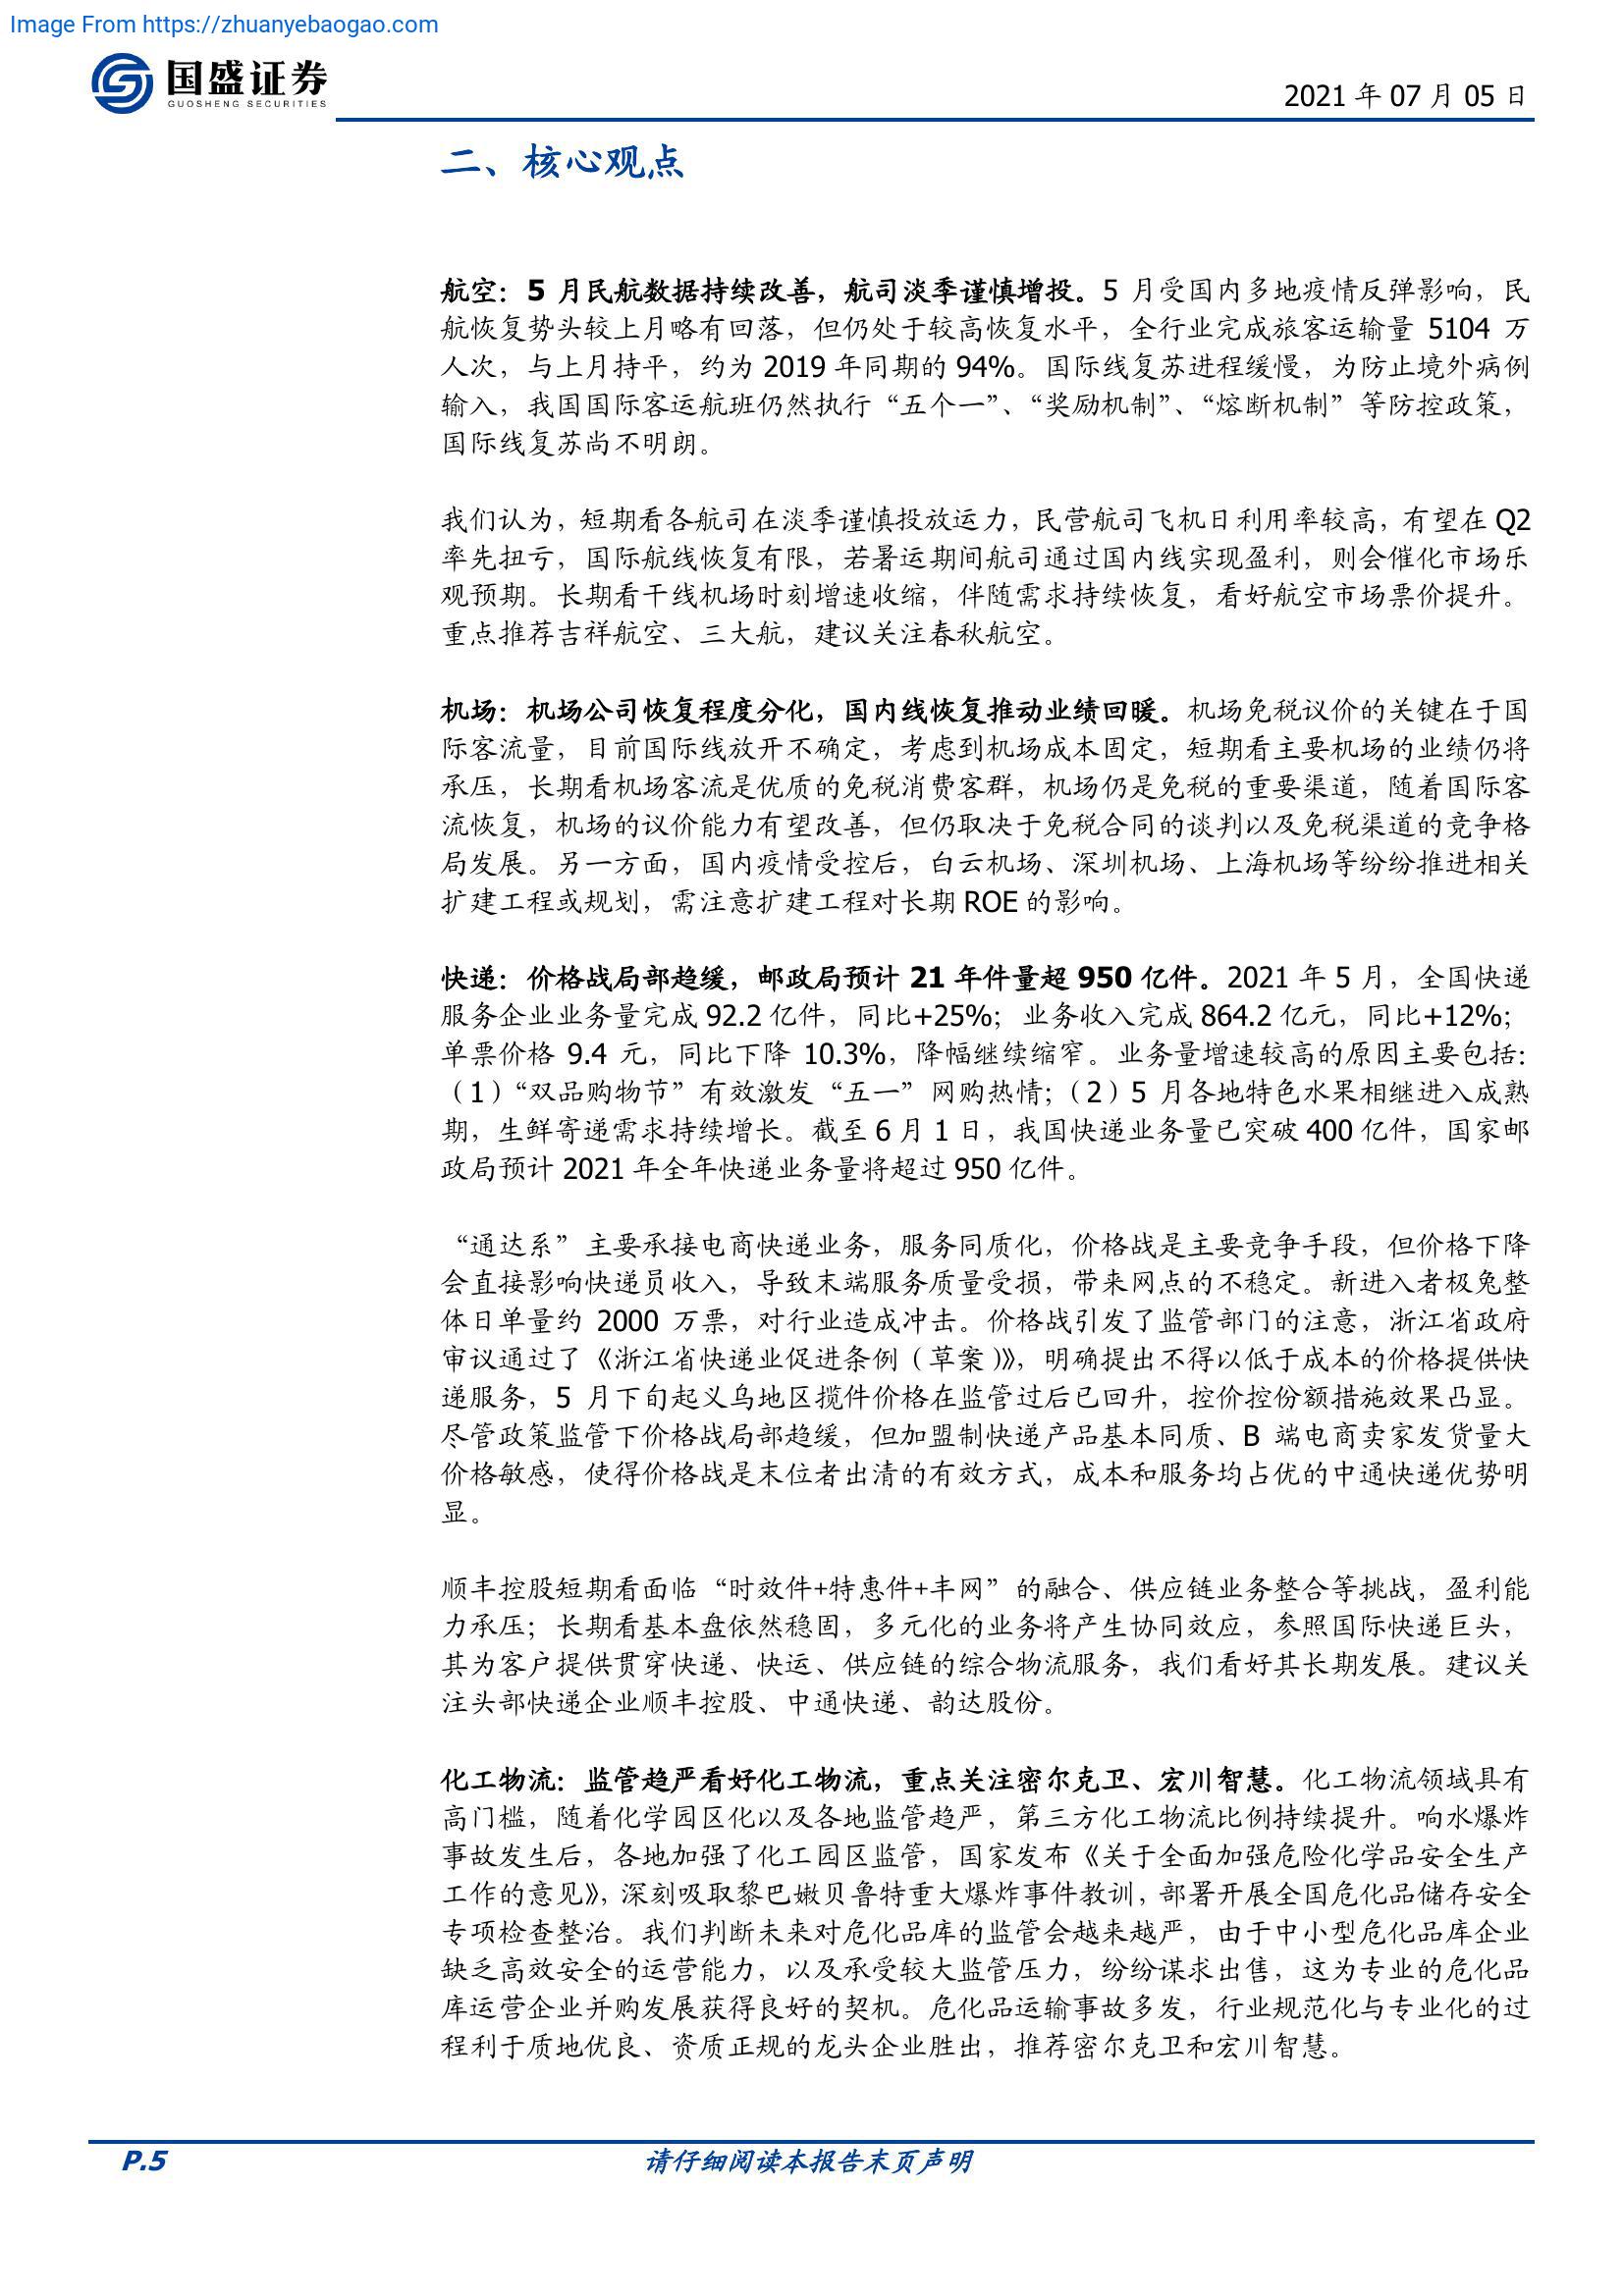 Image From https://zhuanyebaogao.com
国盛证券
GUOSHENG SECURITIES
2021 年 07 月 05 日
二、核心观点
航空：5 月民航数据持续改善，航司淡季谨慎增投。5 月受国内多地疫情反弹影响，民
航恢复势头较上月略有回落，但仍处于较高恢复水平，全行业完成旅客运输量 5104 万
人次，与上月持平，约为 2019 年同期的 94%。国际线复苏进程缓慢，为防止境外病例
输入，我国国际客运航班仍然执行“五个一”、“奖励机制”、“熔断机制”等防控政策，
国际线复苏尚不明朗。
我们认为，短期看各航司在淡季谨慎投放运力，民营航司飞机日利用率较高，有望在 Q2
率先扭亏，国际航线恢复有限，若暑运期间航司通过国内线实现盈利，则会催化市场乐
观预期。长期看干线机场时刻增速收缩，伴随需求持续恢复，看好航空市场票价提升。
重点推荐吉祥航空、三大航，建议关注春秋航空。
机场：机场公司恢复程度分化，国内线恢复推动业绩回暖。机场免税议价的关键在于国
际客流量，目前国际线放开不确定，考虑到机场成本固定，短期看主要机场的业绩仍将
承压，长期看机场客流是优质的免税消费客群，机场仍是免税的重要渠道，随着国际客
流恢复，机场的议价能力有望改善，但仍取决于免税合同的谈判以及免税渠道的竞争格
局发展。另一方面，国内疫情受控后，白云机场、深圳机场、上海机场等纷纷推进相关
扩建工程或规划，需注意扩建工程对长期 ROE 的影响。
快递：价格战局部趋缓，邮政局预计 21 年件量超 950 亿件。2021 年 5 月，全国快递
服务企业业务量完成 92.2 亿件，同比+25%；业务收入完成 864.2 亿元，同比+12%；
单票价格 9.4 元，同比下降 10.3%，降幅继续缩窄。业务量增速较高的原因主要包括：
（1）“双品购物节”有效激发“五一”网购热情；（2）5 月各地特色水果相继进入成熟
期，生鲜寄递需求持续增长。截至 6 月 1 日，我国快递业务量已突破 400 亿件，国家邮
政局预计 2021 年全年快递业务量将超过 950 亿件。
“通达系”主要承接电商快递业务，服务同质化，价格战是主要竞争手段，但价格下降
会直接影响快递员收入，导致末端服务质量受损，带来网点的不稳定。新进入者极兔整
体日单量约 2000 万票，对行业造成冲击。价格战引发了监管部门的注意，浙江省政府
审议通过了《浙江省快递业促进条例（草案）》，明确提出不得以低于成本的价格提供快
递服务，5 月下旬起义乌地区揽件价格在监管过后已回升，控价控份额措施效果凸显。
尽管政策监管下价格战局部趋缓，但加盟制快递产品基本同质、B 端电商卖家发货量大
价格敏感，使得价格战是末位者出清的有效方式，成本和服务均占优的中通快递优势明
显。
顺丰控股短期看面临“时效件+特惠件+丰网”的融合、供应链业务整合等挑战，盈利能
力承压；长期看基本盘依然稳固，多元化的业务将产生协同效应，参照国际快递巨头，
其为客户提供贯穿快递、快运、供应链的综合物流服务，我们看好其长期发展。建议关
注头部快递企业顺丰控股、中通快递、韵达股份。
化工物流：监管趋严看好化工物流，重点关注密尔克卫、宏川智慧。化工物流领域具有
高门槛，随着化学园区化以及各地监管趋严，第三方化工物流比例持续提升。响水爆炸
事故发生后，各地加强了化工园区监管，国家发布《关于全面加强危险化学品安全生产
工作的意见》，深刻吸取黎巴嫩贝鲁特重大爆炸事件教训，部署开展全国危化品储存安全
专项检查整治。我们判断未来对危化品库的监管会越来越严，由于中小型危化品库企业
缺乏高效安全的运营能力，以及承受较大监管压力，纷纷谋求出售，这为专业的危化品
库运营企业并购发展获得良好的契机。危化品运输事故多发，行业规范化与专业化的过
程利于质地优良、资质正规的龙头企业胜出，推荐密尔克卫和宏川智慧。
P.5
请仔细阅读本报告末页声明